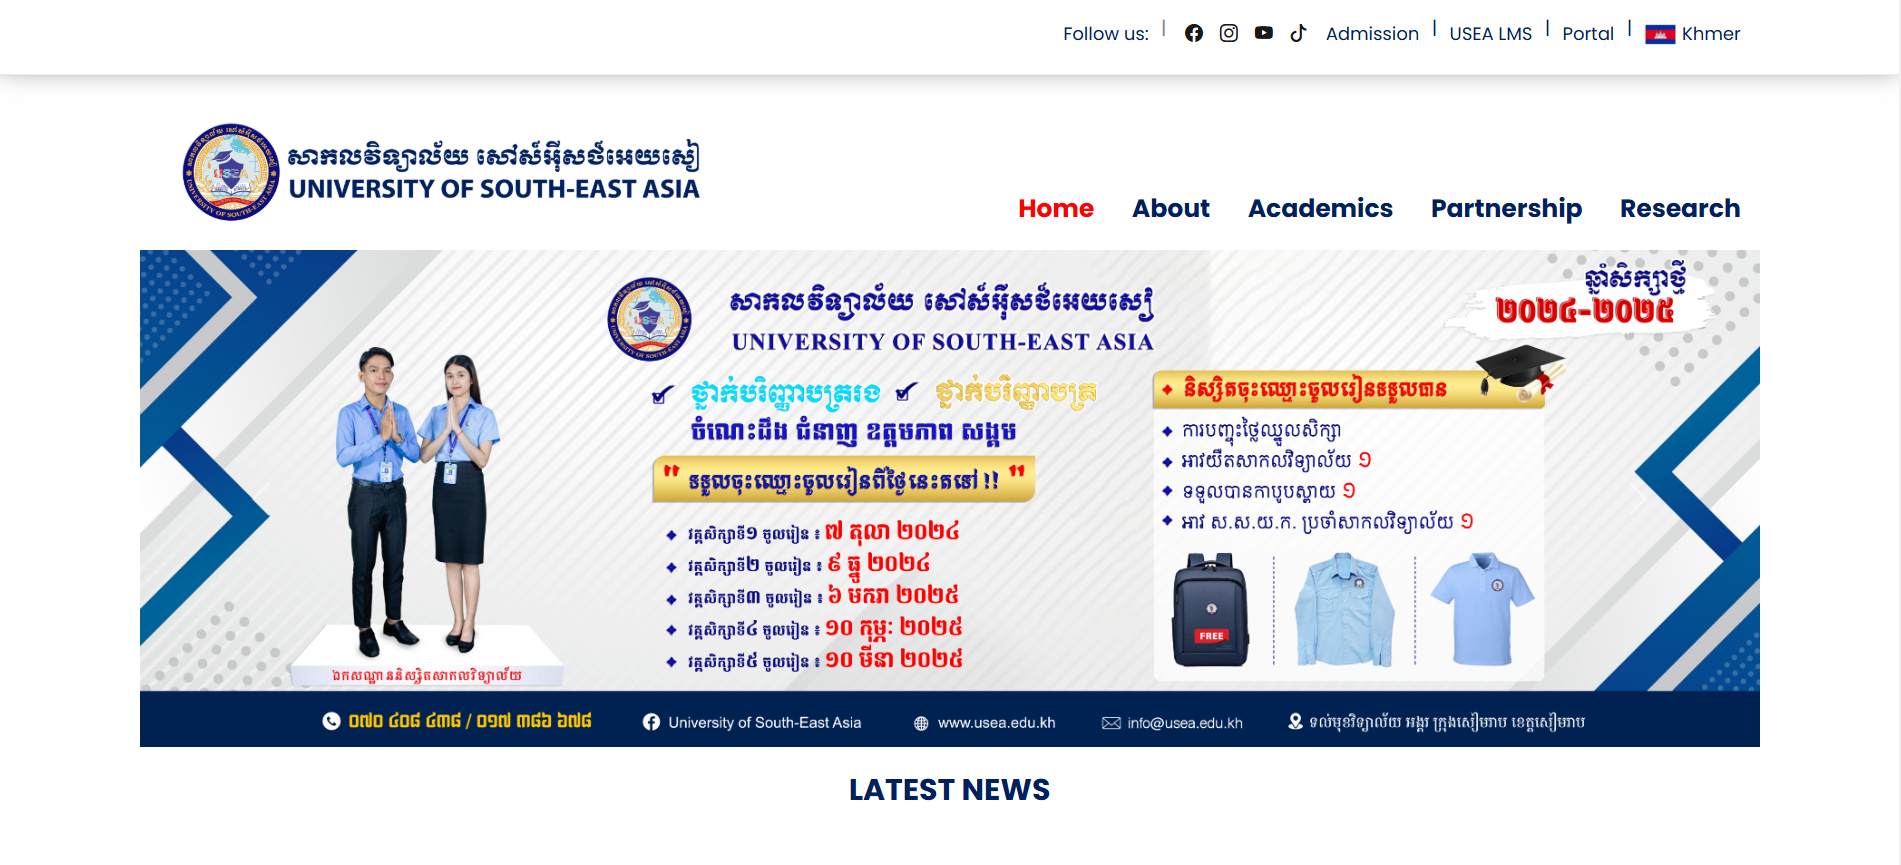 Follow us: | Admission | USEA LMS | Portal | Khmer
សាកលវិទ្យាល័យ សៅស៍អ៊ីសថ៍អេយសៀ
UNIVERSITY OF SOUTH-EAST ASIA
Home About Academics Partnership Research
សាកលវិទ្យាល័យ សៅស៍អ៊ីសថ៍អេយសៀ
UNIVERSITY OF SOUTH-EAST ASIA
ឆ្នាំសិក្សាថ្មី
២០២៤-២០២៥
ថ្នាក់បរិញ្ញាបត្ររង ថ្នាក់បរិញ្ញាបត្រ
ចំណេះដឹង ជំនាញ ឧត្តមភាព សង្គម
" ទទួលចុះឈ្មោះចូលរៀនពីថ្ងៃនេះតទៅ !! "
វគ្គសិក្សាទី១ ចូលរៀន ៖ ៧ តុលា ២០២៤
វគ្គសិក្សាទី២ ចូលរៀន ៖ ៩ ធ្នូ ២០២៤
វគ្គសិក្សាទី៣ ចូលរៀន ៖ ៦ មករា ២០២៥
វគ្គសិក្សាទី៤ ចូលរៀន ៖ ១០ កុម្ភៈ ២០២៥
វគ្គសិក្សាទី៥ ចូលរៀន ៖ ១០ មីនា ២០២៥
និស្សិតចុះឈ្មោះចូលរៀនទទួលបាន
ការបញ្ចុះថ្លៃឈ្នួលសិក្សា
អាវយឺតសាកលវិទ្យាល័យ ១
ទទួលបានកាបូបស្ពាយ ១
អាវ ស.ស.យ.ក. ប្រចាំសាកលវិទ្យាល័យ ១
FREE
ឯកសណ្ឋាននិស្សិតសាកលវិទ្យាល័យ
០៧០ ៤០៨ ៤៣៨ / ០១៧ ៣៨៦ ៦៧៨ University of South-East Asia www.usea.edu.kh info@usea.edu.kh ទល់មុខវិទ្យាល័យ អង្គរ ក្រុងសៀមរាប ខេត្តសៀមរាប
LATEST NEWS